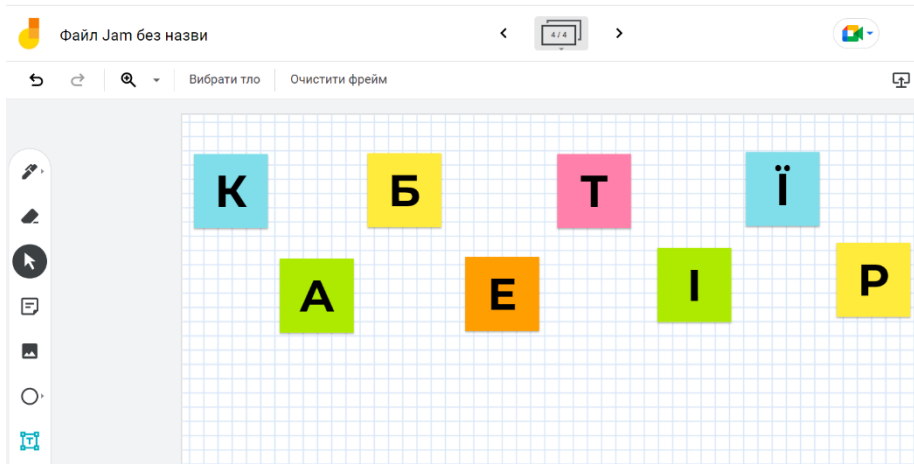 Файл Jam без назви
4 / 4
Вибрати тло Очистити фрейм
К Б Т Ї
А Е І Р